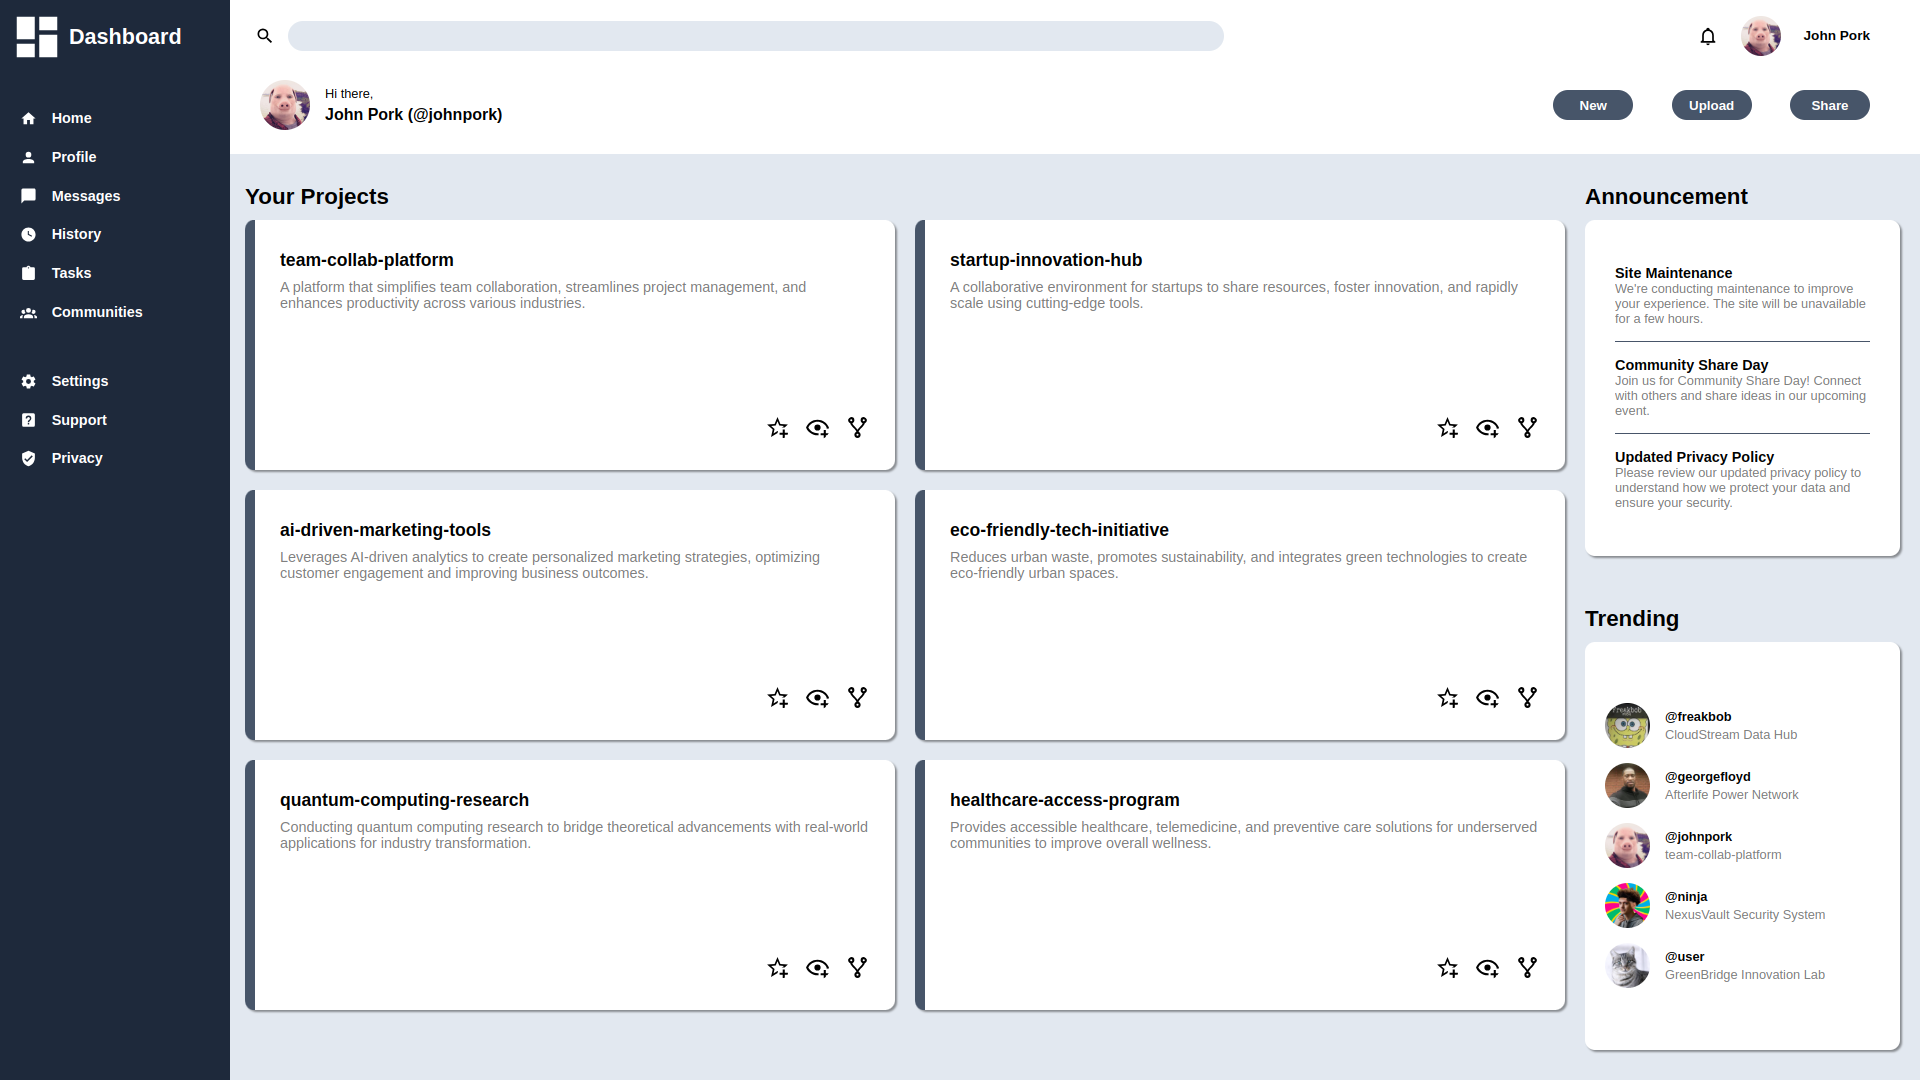 Dashboard
Home
Profile
Messages
History
Tasks
Communities
Settings
Support
Privacy
John Pork
Hi there,
John Pork (@johnpork)
New
Upload
Share
Your Projects
team-collab-platform
A platform that simplifies team collaboration, streamlines project management, and
enhances productivity across various industries.
startup-innovation-hub
A collaborative environment for startups to share resources, foster innovation, and rapidly
scale using cutting-edge tools.
ai-driven-marketing-tools
Leverages AI-driven analytics to create personalized marketing strategies, optimizing
customer engagement and improving business outcomes.
eco-friendly-tech-initiative
Reduces urban waste, promotes sustainability, and integrates green technologies to create
eco-friendly urban spaces.
quantum-computing-research
Conducting quantum computing research to bridge theoretical advancements with real-world
applications for industry transformation.
healthcare-access-program
Provides accessible healthcare, telemedicine, and preventive care solutions for underserved
communities to improve overall wellness.
Announcement
Site Maintenance
We're conducting maintenance to improve
your experience. The site will be unavailable
for a few hours.
Community Share Day
Join us for Community Share Day! Connect
with others and share ideas in our upcoming
event.
Updated Privacy Policy
Please review our updated privacy policy to
understand how we protect your data and
ensure your security.
Trending
freakbob
@freakbob
CloudStream Data Hub
@georgefloyd
Afterlife Power Network
@johnpork
team-collab-platform
@ninja
NexusVault Security System
@user
GreenBridge Innovation Lab